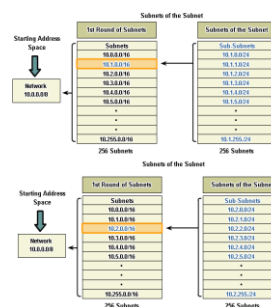 Subnets of the Subnet
1st Round of Subnets
Subnets of the Subnet
Starting Address
Space
Network
10.0.0.0/8
Subnets
10.0.0.0/16
10.1.0.0/16
10.2.0.0/16
10.3.0.0/16
10.4.0.0/16
10.5.0.0/16
10.255.0.0/16
256 Subnets
Sub Subnets
10.1.0.0/24
10.1.1.0/24
10.1.2.0/24
10.1.3.0/24
10.1.4.0/24
10.1.5.0/24
10.1.255./24
256 Subnets
Subnets of the Subnet
1st Round of Subnets
Subnets of the Subnet
Starting Address
Space
Network
10.0.0.0/8
Subnets
10.0.0.0/16
10.1.0.0/16
10.2.0.0/16
10.3.0.0/16
10.4.0.0/16
10.5.0.0/16
10.255.0.0/16
256 Subnets
Sub Subnets
10.2.0.0/24
10.2.1.0/24
10.2.2.0/24
10.2.3.0/24
10.2.4.0/24
10.2.5.0/24
10.2.255./24
256 Subnets